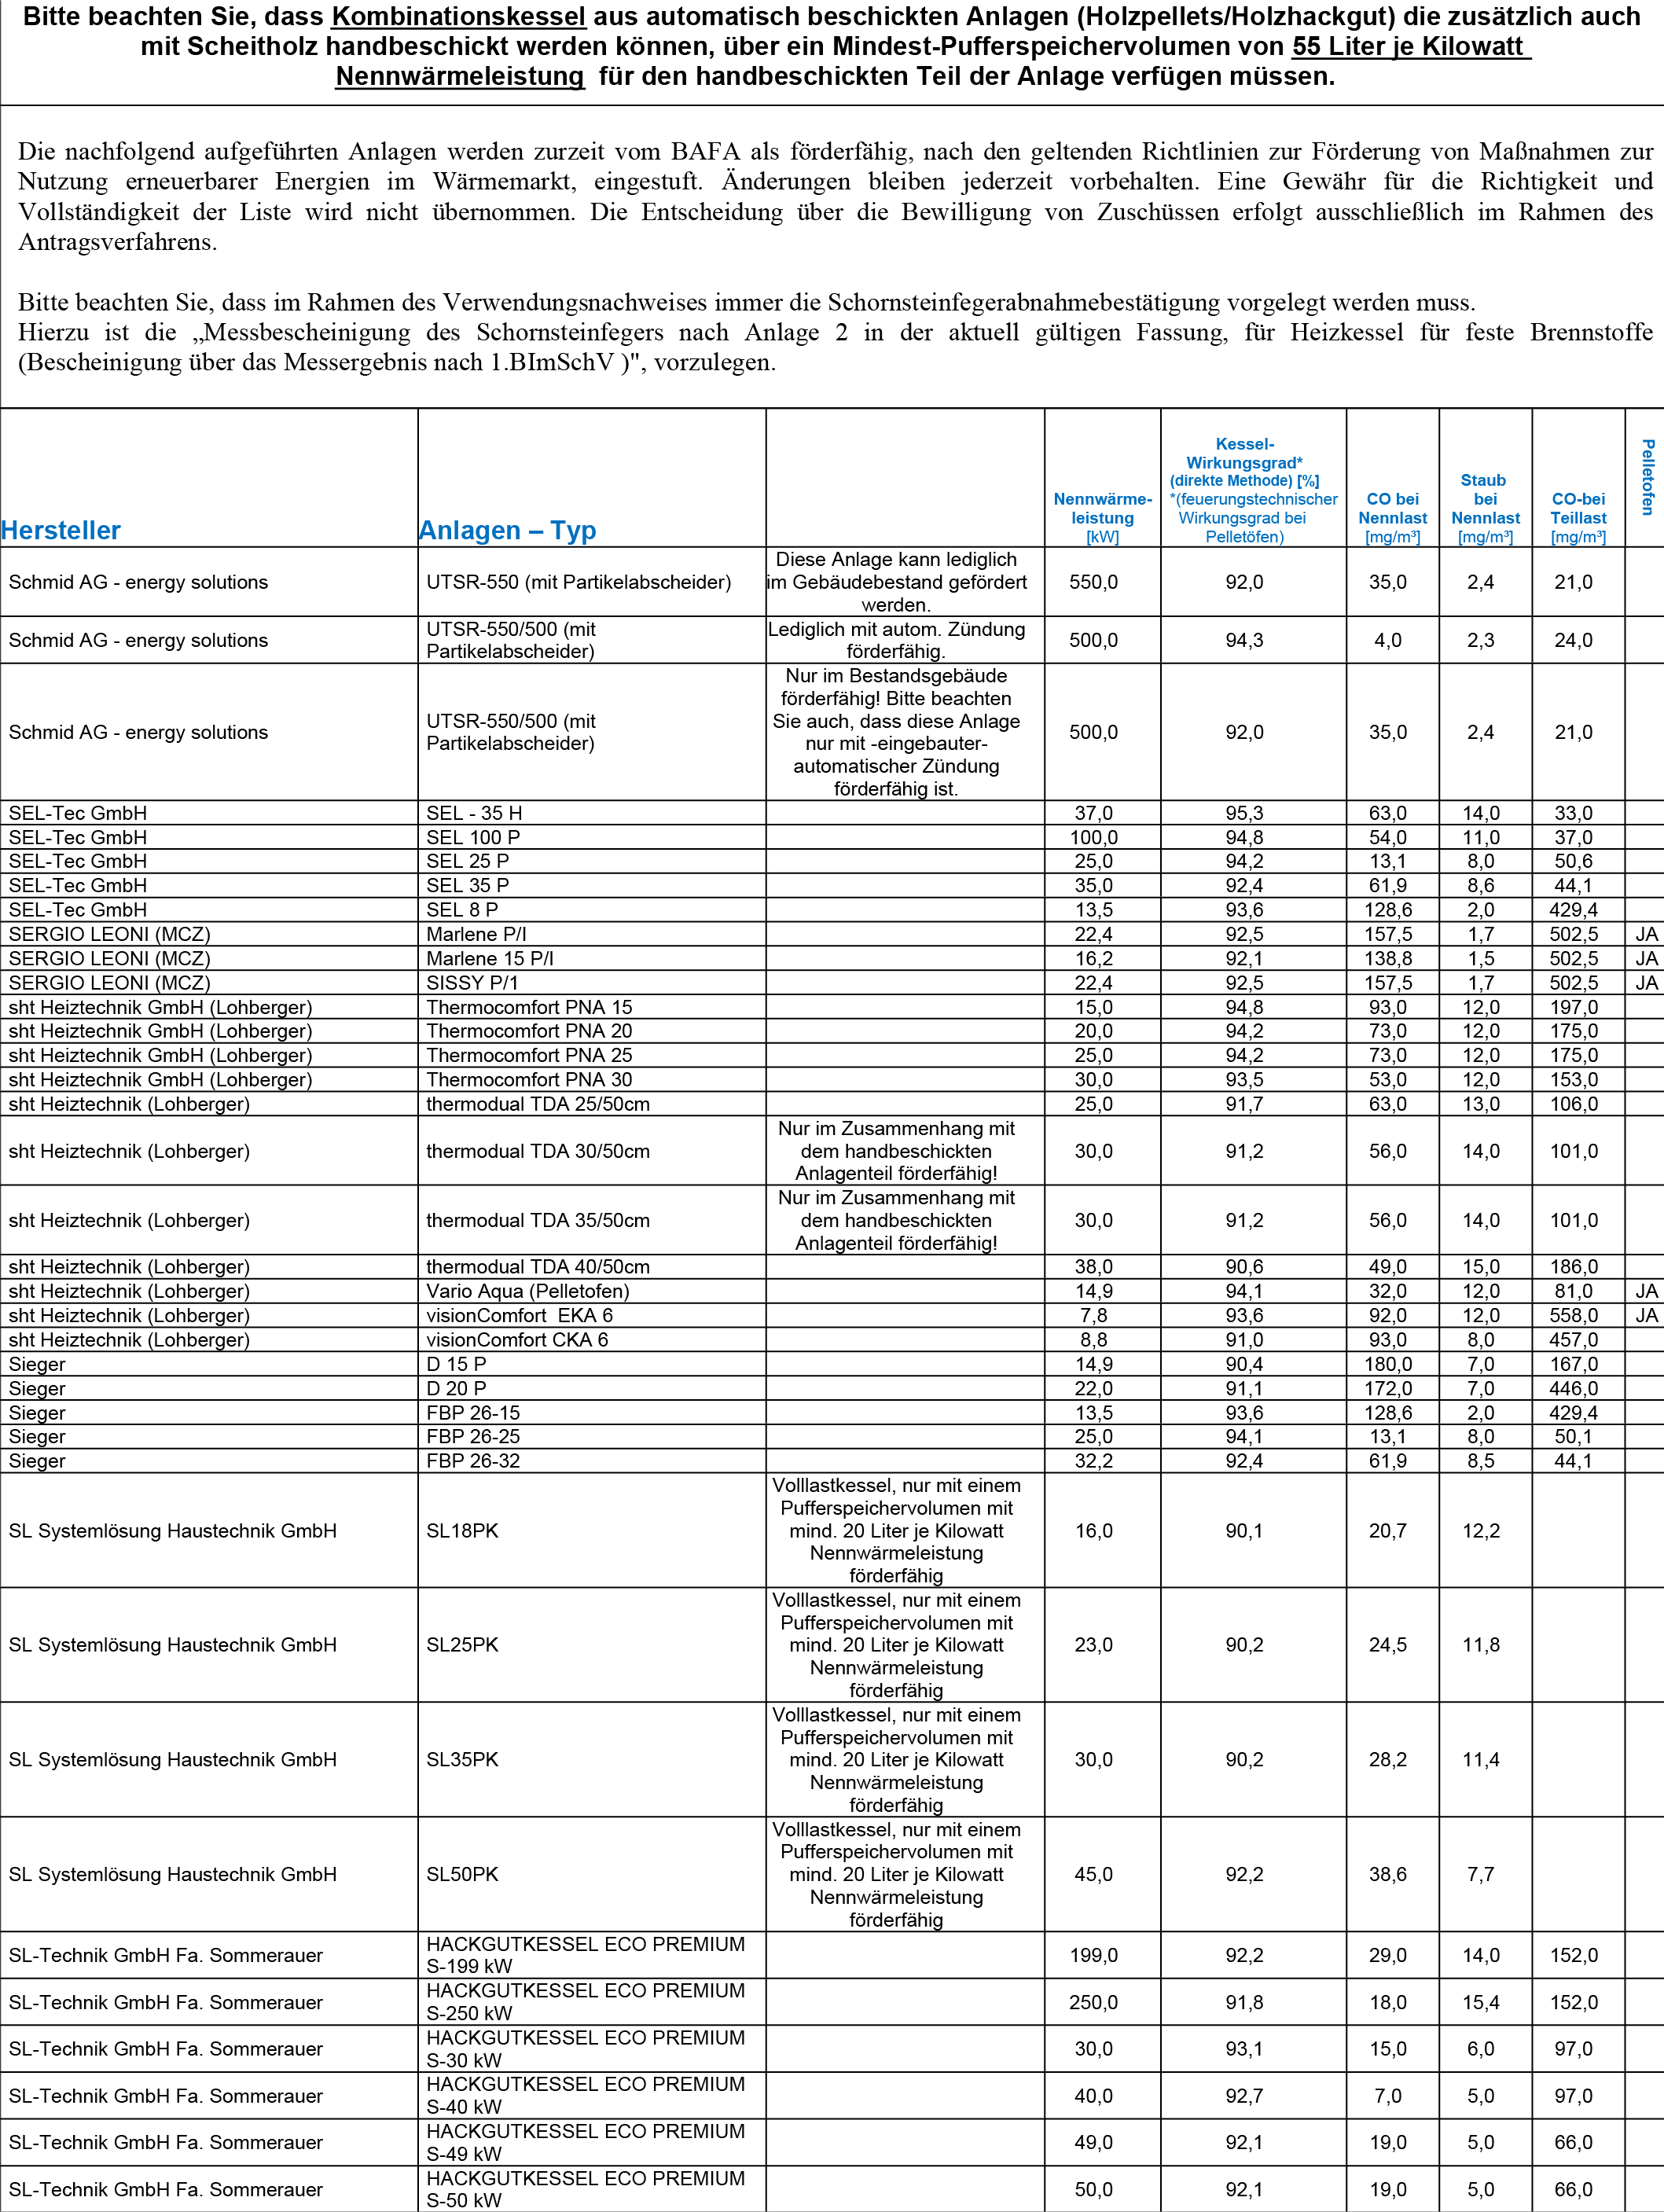 Bitte beachten Sie, dass Kombinationskessel aus automatisch beschickten Anlagen (Holzpellets/Holzhackgut) die zusätzlich auch
mit Scheitholz handbeschickt werden können, über ein Mindest-Pufferspeichervolumen von 55 Liter je Kilowatt
Nennwärmeleistung für den handbeschickten Teil der Anlage verfügen müssen.
Die nachfolgend aufgeführten Anlagen werden zurzeit vom BAFA als förderfähig, nach den geltenden Richtlinien zur Förderung von Maßnahmen zur
Nutzung erneuerbarer Energien im Wärmemarkt, eingestuft. Änderungen bleiben jederzeit vorbehalten. Eine Gewähr für die Richtigkeit und
Vollständigkeit der Liste wird nicht übernommen. Die Entscheidung über die Bewilligung von Zuschüssen erfolgt ausschließlich im Rahmen des
Antragsverfahrens.
Bitte beachten Sie, dass im Rahmen des Verwendungsnachweises immer die Schornsteinfegerabnahmebestätigung vorgelegt werden muss.
Hierzu ist die „Messbescheinigung des Schornsteinfegers nach Anlage 2 in der aktuell gültigen Fassung, für Heizkessel für feste Brennstoffe
(Bescheinigung über das Messergebnis nach 1.BImSchV )", vorzulegen.
Hersteller
Anlagen – Typ
Nennwärme-
leistung
[kW]
Kessel-
Wirkungsgrad*
(direkte Methode) [%]
*(feuerungstechnischer
Wirkungsgrad bei
Pelletöfen)
CO bei
Nennlast
[mg/m³]
Staub
bei
Nennlast
[mg/m³]
CO-bei
Teillast
[mg/m³]
Pelletofen
Schmid AG - energy solutions UTSR-550 (mit Partikelabscheider)
Diese Anlage kann lediglich
im Gebäudebestand gefördert
werden.
550,0 92,0 35,0 2,4 21,0
Schmid AG - energy solutions
UTSR-550/500 (mit
Partikelabscheider)
Lediglich mit autom. Zündung
förderfähig.
500,0 94,3 4,0 2,3 24,0
Schmid AG - energy solutions
UTSR-550/500 (mit
Partikelabscheider)
Nur im Bestandsgebäude
förderfähig! Bitte beachten
Sie auch, dass diese Anlage
nur mit -eingebauter-
automatischer Zündung
förderfähig ist.
500,0 92,0 35,0 2,4 21,0
SEL-Tec GmbH SEL - 35 H 37,0 95,3 63,0 14,0 33,0
SEL-Tec GmbH SEL 100 P 100,0 94,8 54,0 11,0 37,0
SEL-Tec GmbH SEL 25 P 25,0 94,2 13,1 8,0 50,6
SEL-Tec GmbH SEL 35 P 35,0 92,4 61,9 8,6 44,1
SEL-Tec GmbH SEL 8 P 13,5 93,6 128,6 2,0 429,4
SERGIO LEONI (MCZ) Marlene P/I 22,4 92,5 157,5 1,7 502,5 JA
SERGIO LEONI (MCZ) Marlene 15 P/I 16,2 92,1 138,8 1,5 502,5 JA
SERGIO LEONI (MCZ) SISSY P/1 22,4 92,5 157,5 1,7 502,5 JA
sht Heiztechnik GmbH (Lohberger) Thermocomfort PNA 15 15,0 94,8 93,0 12,0 197,0
sht Heiztechnik GmbH (Lohberger) Thermocomfort PNA 20 20,0 94,2 73,0 12,0 175,0
sht Heiztechnik GmbH (Lohberger) Thermocomfort PNA 25 25,0 94,2 73,0 12,0 175,0
sht Heiztechnik GmbH (Lohberger) Thermocomfort PNA 30 30,0 93,5 53,0 12,0 153,0
sht Heiztechnik (Lohberger) thermodual TDA 25/50cm 25,0 91,7 63,0 13,0 106,0
sht Heiztechnik (Lohberger) thermodual TDA 30/50cm
Nur im Zusammenhang mit
dem handbeschickten
Anlagenteil förderfähig!
30,0 91,2 56,0 14,0 101,0
sht Heiztechnik (Lohberger) thermodual TDA 35/50cm
Nur im Zusammenhang mit
dem handbeschickten
Anlagenteil förderfähig!
30,0 91,2 56,0 14,0 101,0
sht Heiztechnik (Lohberger) thermodual TDA 40/50cm 38,0 90,6 49,0 15,0 186,0
sht Heiztechnik (Lohberger) Vario Aqua (Pelletofen) 14,9 94,1 32,0 12,0 81,0 JA
sht Heiztechnik (Lohberger) visionComfort EKA 6 7,8 93,6 92,0 12,0 558,0 JA
sht Heiztechnik (Lohberger) visionComfort CKA 6 8,8 91,0 93,0 8,0 457,0
Sieger D 15 P 14,9 90,4 180,0 7,0 167,0
Sieger D 20 P 22,0 91,1 172,0 7,0 446,0
Sieger FBP 26-15 13,5 93,6 128,6 2,0 429,4
Sieger FBP 26-25 25,0 94,1 13,1 8,0 50,1
Sieger FBP 26-32 32,2 92,4 61,9 8,5 44,1
SL Systemlösung Haustechnik GmbH SL18PK
Volllastkessel, nur mit einem
Pufferspeichervolumen mit
mind. 20 Liter je Kilowatt
Nennwärmeleistung
förderfähig
16,0 90,1 20,7 12,2
SL Systemlösung Haustechnik GmbH SL25PK
Volllastkessel, nur mit einem
Pufferspeichervolumen mit
mind. 20 Liter je Kilowatt
Nennwärmeleistung
förderfähig
23,0 90,2 24,5 11,8
SL Systemlösung Haustechnik GmbH SL35PK
Volllastkessel, nur mit einem
Pufferspeichervolumen mit
mind. 20 Liter je Kilowatt
Nennwärmeleistung
förderfähig
30,0 90,2 28,2 11,4
SL Systemlösung Haustechnik GmbH SL50PK
Volllastkessel, nur mit einem
Pufferspeichervolumen mit
mind. 20 Liter je Kilowatt
Nennwärmeleistung
förderfähig
45,0 92,2 38,6 7,7
SL-Technik GmbH Fa. Sommerauer
HACKGUTKESSEL ECO PREMIUM
S-199 kW
199,0 92,2 29,0 14,0 152,0
SL-Technik GmbH Fa. Sommerauer
HACKGUTKESSEL ECO PREMIUM
S-250 kW
250,0 91,8 18,0 15,4 152,0
SL-Technik GmbH Fa. Sommerauer
HACKGUTKESSEL ECO PREMIUM
S-30 kW
30,0 93,1 15,0 6,0 97,0
SL-Technik GmbH Fa. Sommerauer
HACKGUTKESSEL ECO PREMIUM
S-40 kW
40,0 92,7 7,0 5,0 97,0
SL-Technik GmbH Fa. Sommerauer
HACKGUTKESSEL ECO PREMIUM
S-49 kW
49,0 92,1 19,0 5,0 66,0
SL-Technik GmbH Fa. Sommerauer
HACKGUTKESSEL ECO PREMIUM
S-50 kW
50,0 92,1 19,0 5,0 66,0